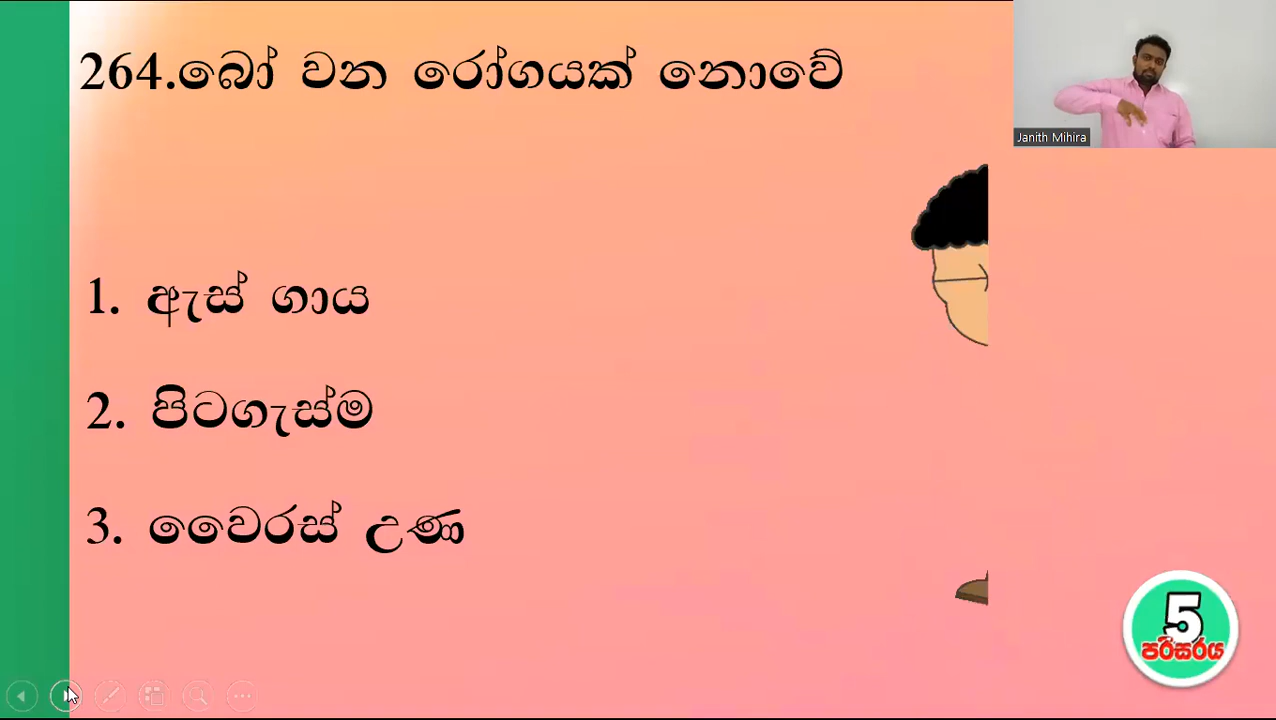 264.බෝ වන රෝගයක් නොවේ
Janith Mihira
1. ඇස් ගාය
2. පිටගැස්ම
3. වෛරස් උණ
5
පරිසරය